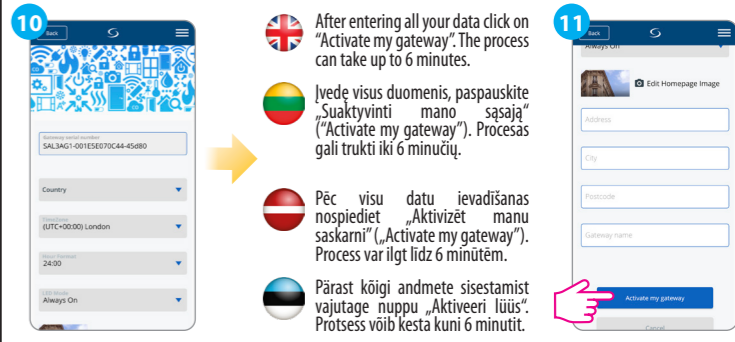 10
Back
CO
CO
Gateway serial number
SAL3AG1-001E5E070C44-45d80
Country
Timezone
(UTC+00:00) London
Hour Format
24:00
LED Mode
Always On
After entering all your data click on
“Activate my gateway”. The process
can take up to 6 minutes.
Įvedę visus duomenis, paspauskite
„Suaktyvinti mano sąsają“
(“Activate my gateway”). Procesas
gali trukti iki 6 minučių.
Pēc visu datu ievadīšanas
nospiediet „Aktivizēt manu
saskarni” („Activate my gateway”).
Process var ilgt līdz 6 minūtēm.
Pärast kõigi andmete sisestamist
vajutage nuppu „Aktiveeri lüüs“.
Protsess võib kesta kuni 6 minutit.
11
Back
Always On
Edit Homepage Image
Address
City
Postcode
Gateway name
Activate my gateway
Cancel